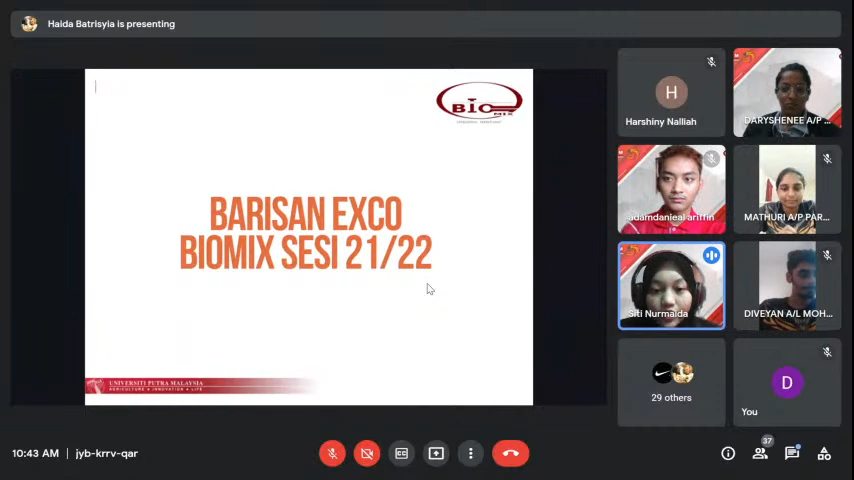 Haida Batrisyia is presenting
BIO
MIX
BARISAN EXCO
BIOMIX SESI 21/22
UNIVERSITI PUTRA MALAYSIA
AGRICULTURE • INNOVATION • LIFE
H
Harshiny Nalliah
DARYSHENEE A/P ...
adamdanieal ariffin
MATHURI A/P PAR...
Siti Nurmaida
DIVEYAN A/L MOH...
29 others
D
You
10:43 AM | jyb-krrv-qar
CC
37